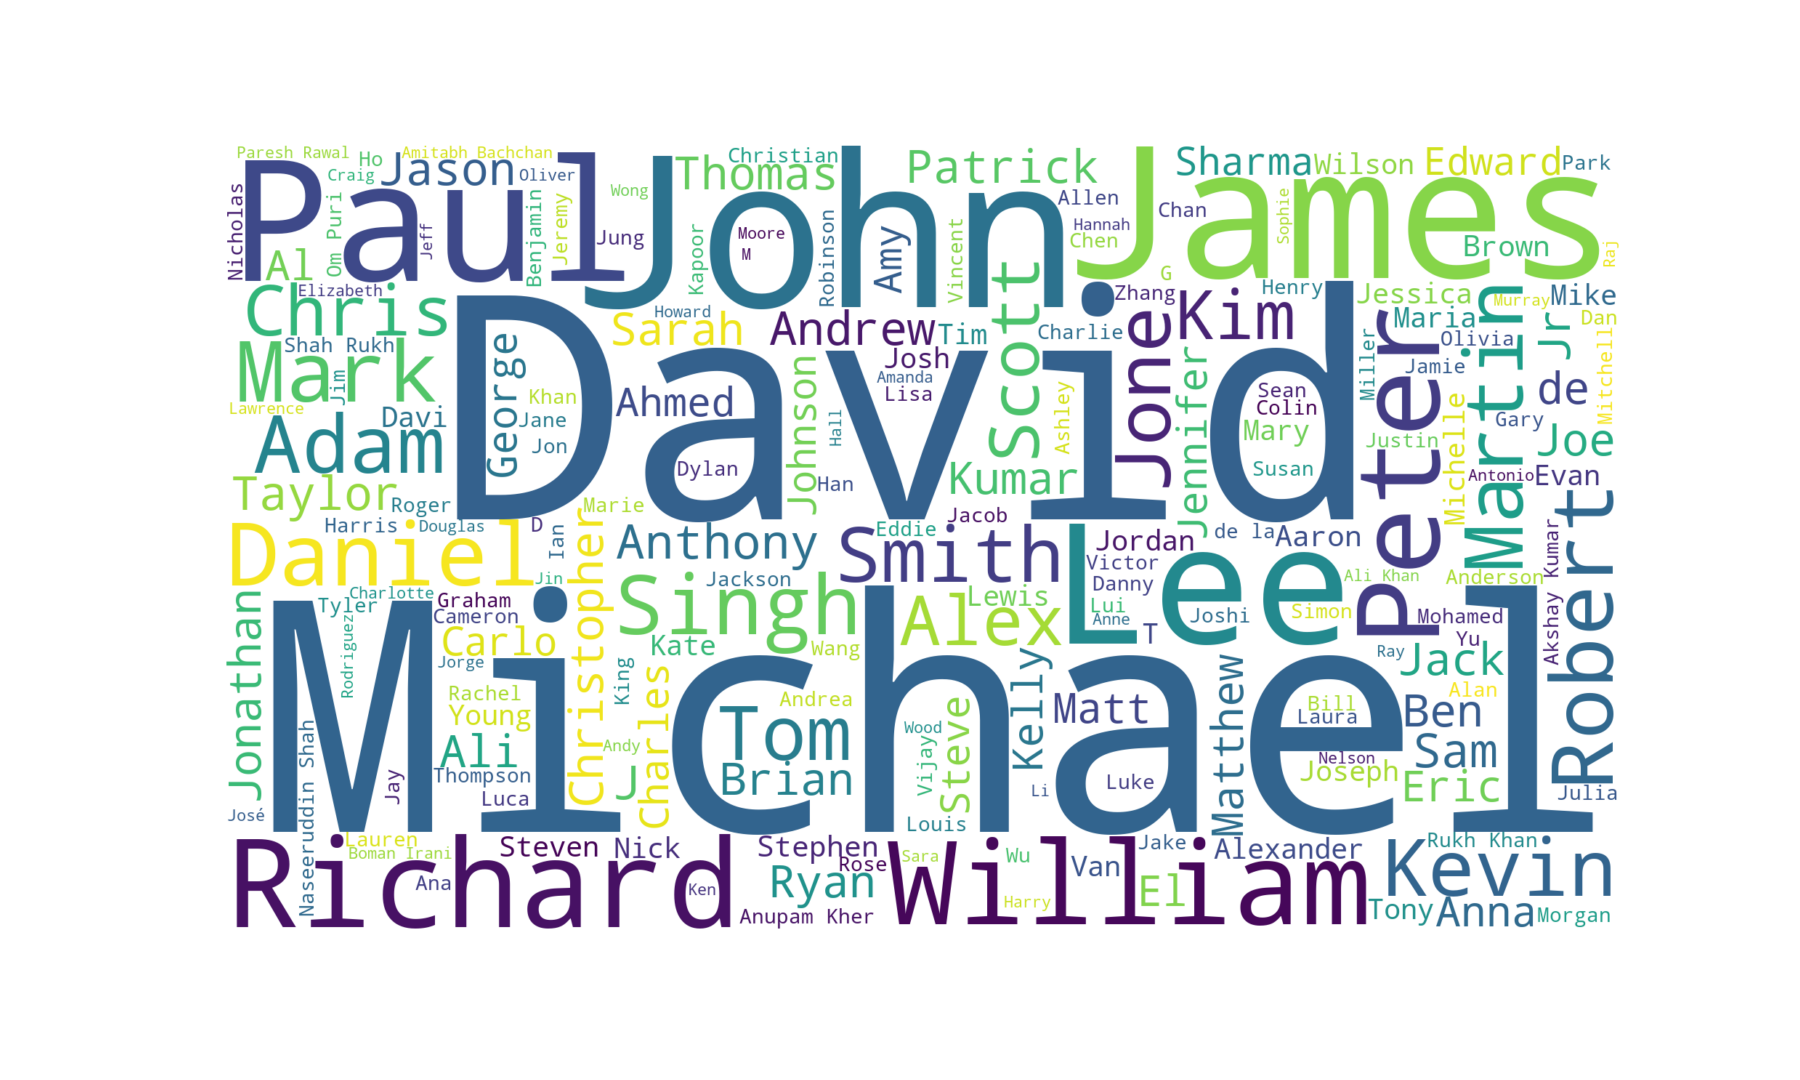 Paresh Rawal
Ho
Amitabh Bachchan
Craig
Jason
Oliver
Paul
Nicholas
Al
Om Puri
Jeff
Benjamin
Jeremy
Jung
Wong
John
Thomas
Christian
Moore
M
Kapoor
Robinson
Amy
Vincent
Patrick
Allen
Hannah
Chen
Chan
James
Sharma
Wilson
Edward
Park
Sophie
Brown
Raj
Elizabeth
Chris
Shah Rukh
Mark
Jim
Lawrence
Davi
Adam
George
David
Khan
Jane
Jon
Howard
Sarah
Ahmed
Dylan
Andrew
Tim
Josh
Amanda
Lisa
Johnson
Hall
Han
Kumar
Scott
Charlie
Ashley
G
Zhang
Jone
Kim
Henry
Jennifer
Sean
Colin
Mary
Susan
Miller
Jessica
Murray
Mike
Maria
Dan
Olivia
Jamie
Jr
Peter
Justin
Michelle
Martin
de
Gary
Mitchell
Joe
Antonio
Evan
Taylor
Roger
Harris
Douglas
D
Marie
Daniel
Ian
Jin
Christopher
Anthony
Jackson
Eddie
Jacob
Smith
Jordan
Victor
Danny
de la
Aaron
Lee
Ali Khan
Anderson
Akshay Kumar
Robert
Jonathan
Tyler
Charlotte
Graham
Cameron
Rodriguez
Carlo
Jorge
Singh
Kate
Wang
Alex
Lewis
Lui
Anne
T
Joshi
Simon
Mohamed
Yu
Ray
Jack
Michael
Rachel
Young
Ali
Thompson
Luca
Jay
Naseeruddin Shah
José
King
Andy
Charles
J
Andrea
Tom
Brian
Wood
Vijay
Steve
Kelly
Li
Matt
Luke
Matthew
Bill
Laura
Nelson
Joseph
Alan
Ben
Sam
Eric
Julia
Lauren
Boman Irani
Richard
Ana
Steven
Nick
Ken
Stephen
Rose
Louis
Sara
Ryan
Anupam Kher
William
Wu
Harry
Van
Jake
El
Alexander
Rukh Khan
Kevin
Tony
Anna
Morgan